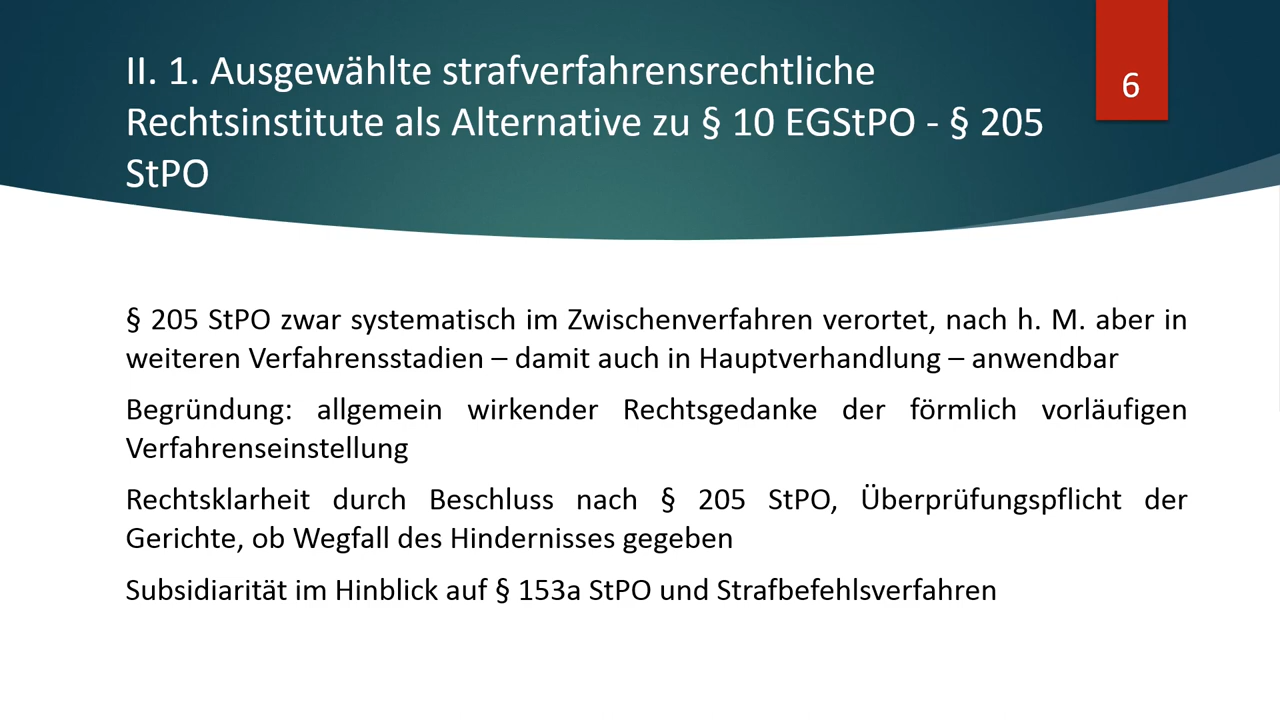 II. 1. Ausgewählte strafverfahrensrechtliche
Rechtsinstitute als Alternative zu § 10 EGStPO - § 205
StPO
6
§ 205 StPO zwar systematisch im Zwischenverfahren verortet, nach h. M. aber in
weiteren Verfahrensstadien – damit auch in Hauptverhandlung – anwendbar
Begründung: allgemein wirkender Rechtsgedanke der förmlich vorläufigen
Verfahrenseinstellung
Rechtsklarheit durch Beschluss nach § 205 StPO, Überprüfungspflicht der
Gerichte, ob Wegfall des Hindernisses gegeben
Subsidiarität im Hinblick auf § 153a StPO und Strafbefehlsverfahren